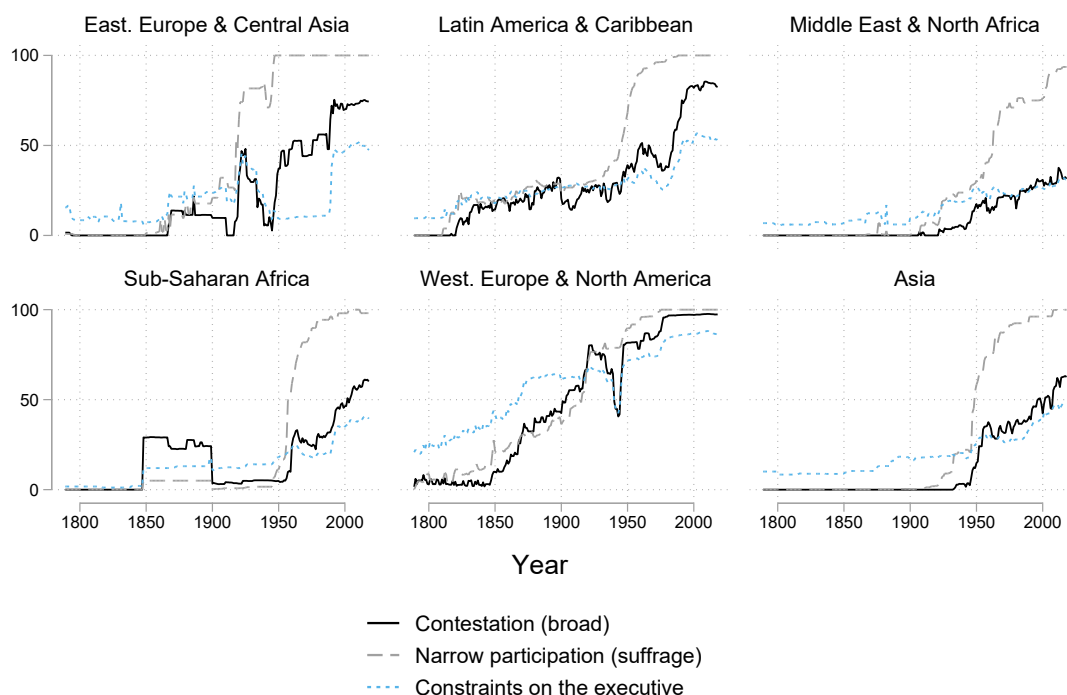 East. Europe & Central Asia
Latin America & Caribbean
Middle East & North Africa
100
50
0
Sub-Saharan Africa
West. Europe & North America
Asia
100
50
0
1800 1850 1900 1950 2000
1800 1850 1900 1950 2000
1800 1850 1900 1950 2000
Year
Contestation (broad)
Narrow participation (suffrage)
Constraints on the executive